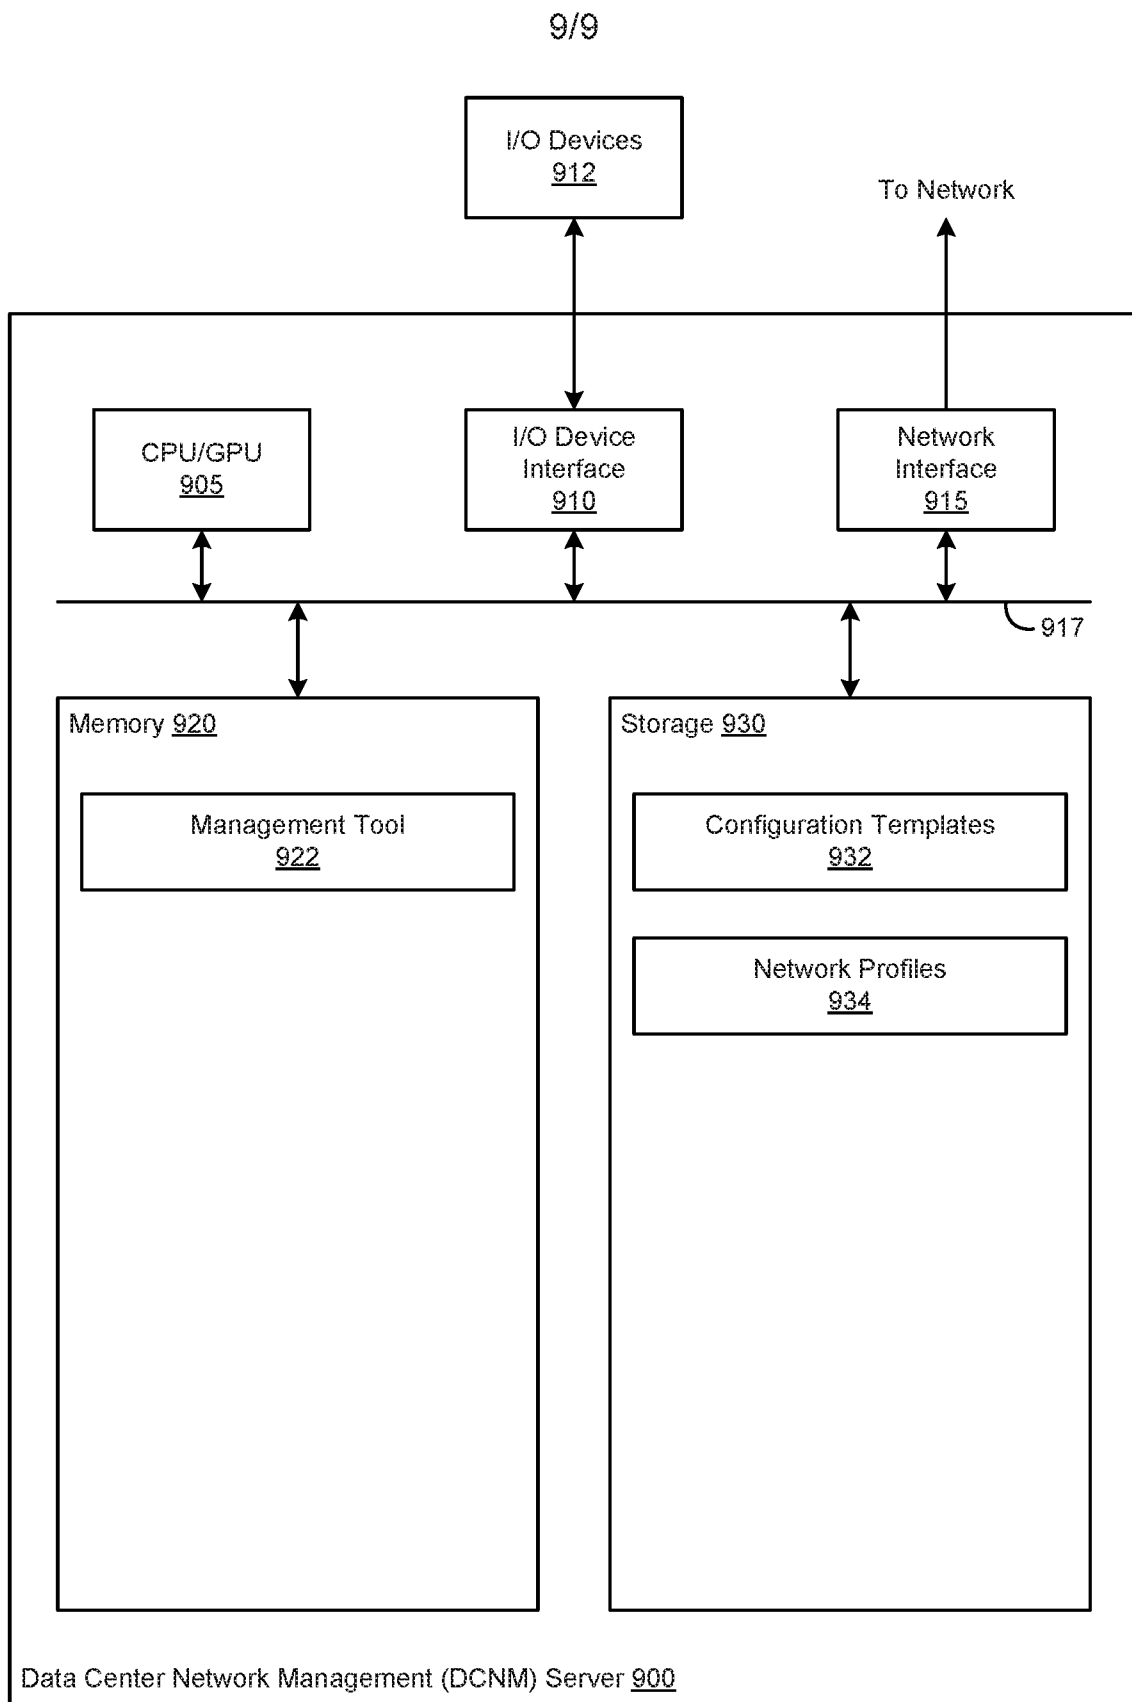 9/9
I/O Devices
912
To Network
CPU/GPU
905
I/O Device
Interface
910
Network
Interface
915
917
Memory 920
Management Tool
922
Storage 930
Configuration Templates
932
Network Profiles
934
Data Center Network Management (DCNM) Server 900